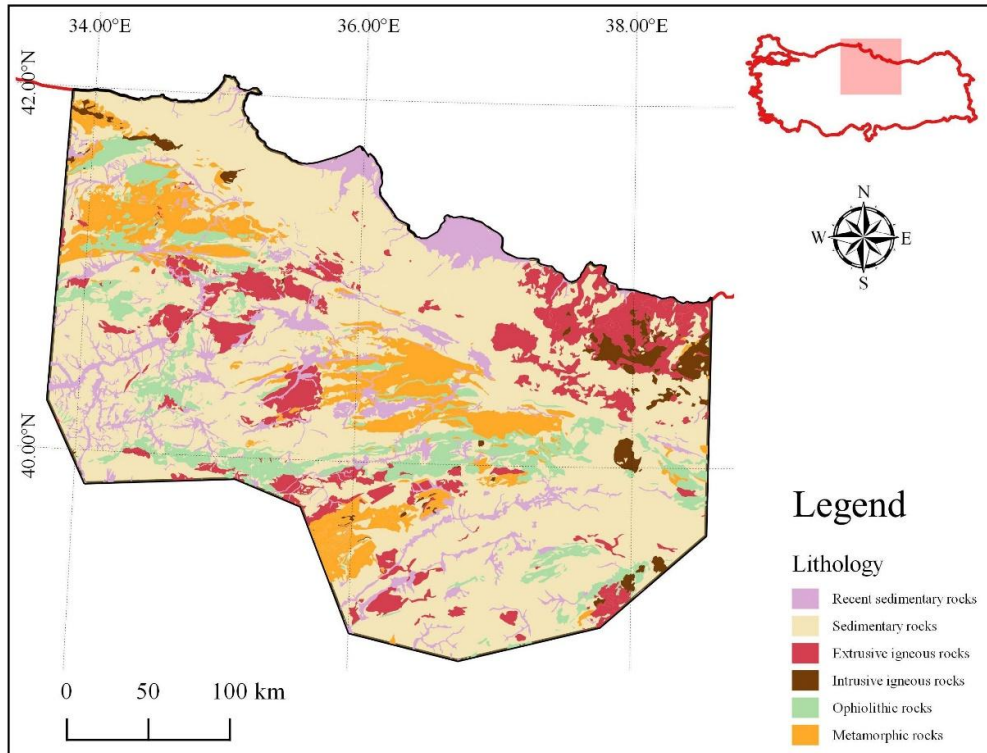 34.00°E 36.00°E 38.00°E
42.00°N
40.00°N
N
W E
S
Legend
Lithology
Recent sedimentary rocks
Sedimentary rocks
Extrusive igneous rocks
Intrusive igneous rocks
Ophiolithic rocks
Metamorphic rocks
0 50 100 km